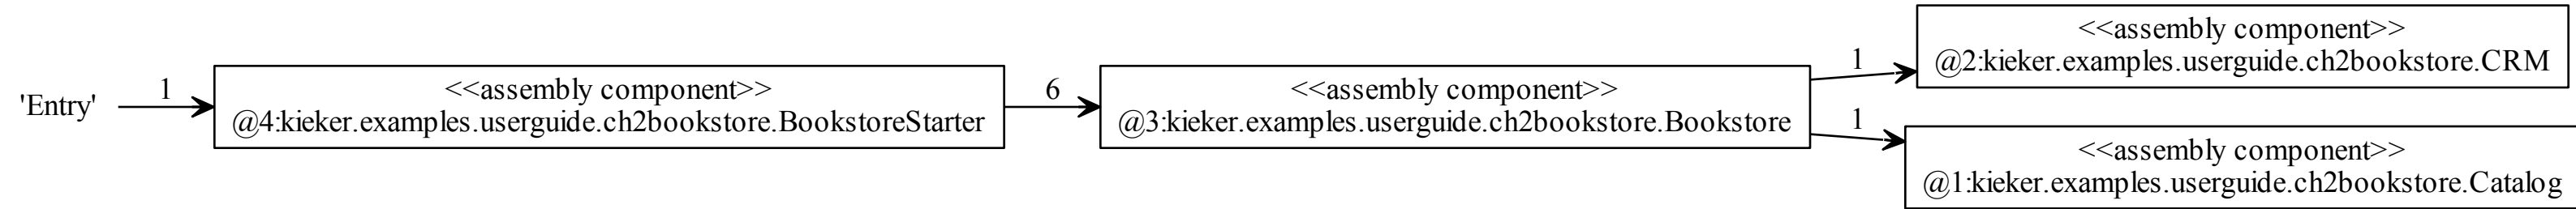 'Entry'
1
<<assembly component>>
@4:kieker.examples.userguide.ch2bookstore.BookstoreStarter
6
<<assembly component>>
@3:kieker.examples.userguide.ch2bookstore.Bookstore
1
<<assembly component>>
@2:kieker.examples.userguide.ch2bookstore.CRM
1
<<assembly component>>
@1:kieker.examples.userguide.ch2bookstore.Catalog